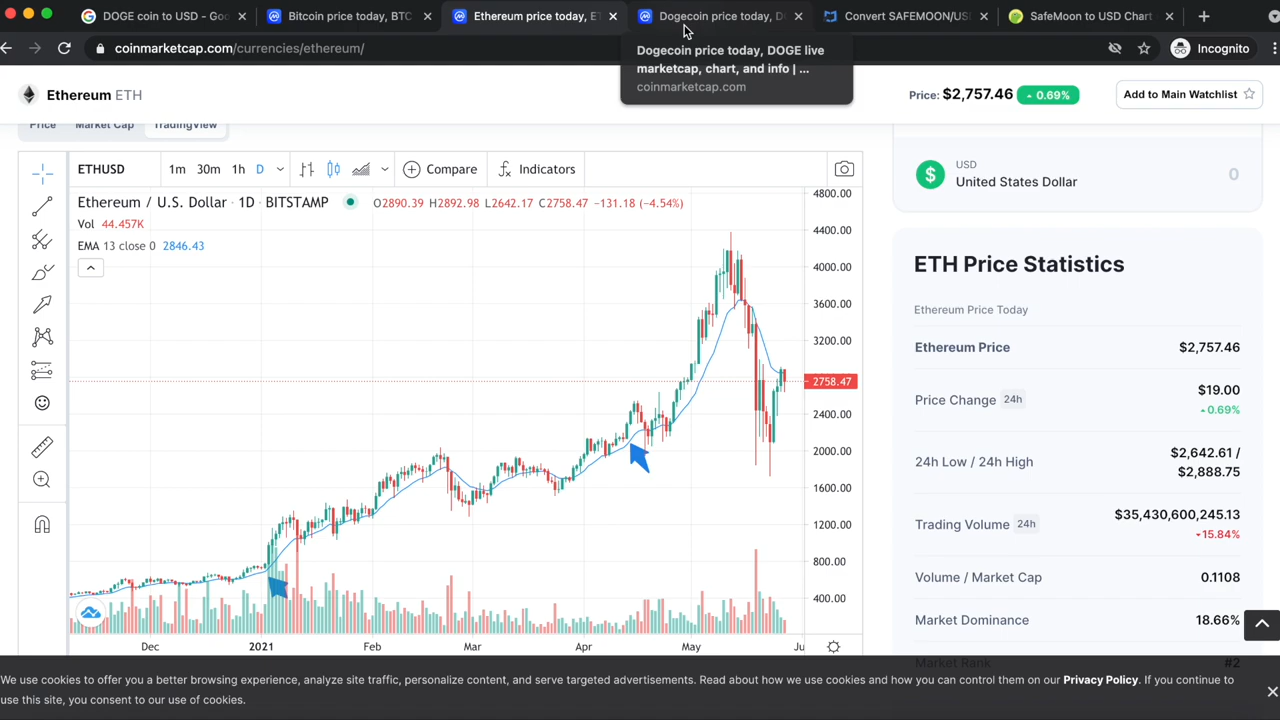 DOGE coin to USD - Goo
Bitcoin price today, BTC
Ethereum price today, ET
Dogecoin price today, D
Convert SAFEMOON/USD
SafeMoon to USD Chart
coinmarketcap.com/currencies/ethereum/
Incognito
Dogecoin price today, DOGE live
marketcap, chart, and info | ...
coinmarketcap.com
Ethereum ETH
Price: $2,757.46
0.69%
Add to Main Watchlist
Price
Market Cap
TradingView
ETHUSD
1m
30m
1h
D
Compare
Indicators
Ethereum / U.S. Dollar · 1D · BITSTAMP
O2890.39 H2892.98 L2642.17 C2758.47 −131.18 (−4.54%)
Vol 44.457K
EMA 13 close 0 2846.43
4800.00
4400.00
4000.00
3600.00
3200.00
2758.47
2400.00
2000.00
1600.00
1200.00
800.00
400.00
Dec
2021
Feb
Mar
Apr
May
Ju
USD
United States Dollar
0
ETH Price Statistics
Ethereum Price Today
Ethereum Price
$2,757.46
Price Change 24h
$19.00
0.69%
24h Low / 24h High
$2,642.61 /
$2,888.75
Trading Volume 24h
$35,430,600,245.13
15.84%
Volume / Market Cap
0.1108
Market Dominance
18.66%
Market Rank
#2
We use cookies to offer you a better browsing experience, analyze site traffic, personalize content, and serve targeted advertisements. Read about how we use cookies and how you can control them on our Privacy Policy. If you continue to
use this site, you consent to our use of cookies.